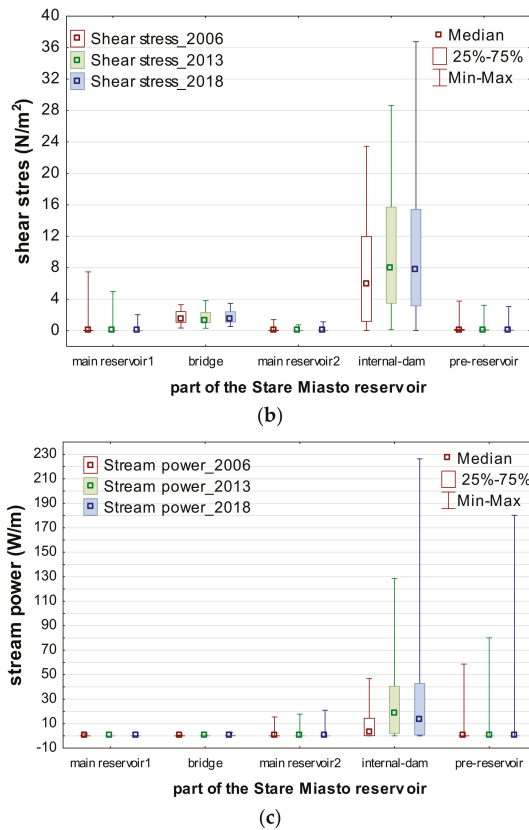 40
36
32
28
24
20
16
12
8
4
0
shear stres (N/m²)
Shear stress_2006
Shear stress_2013
Shear stress_2018
Median
25%-75%
Min-Max
main reservoir1 bridge main reservoir2 internal-dam pre-reservoir
part of the Stare Miasto reservoir
(b)
230
210
190
170
150
130
110
90
70
50
30
10
-10
stream power (W/m)
Stream power_2006
Stream power_2013
Stream power_2018
Median
25%-75%
Min-Max
main reservoir1 bridge main reservoir2 internal-dam pre-reservoir
part of the Stare Miasto reservoir
(c)